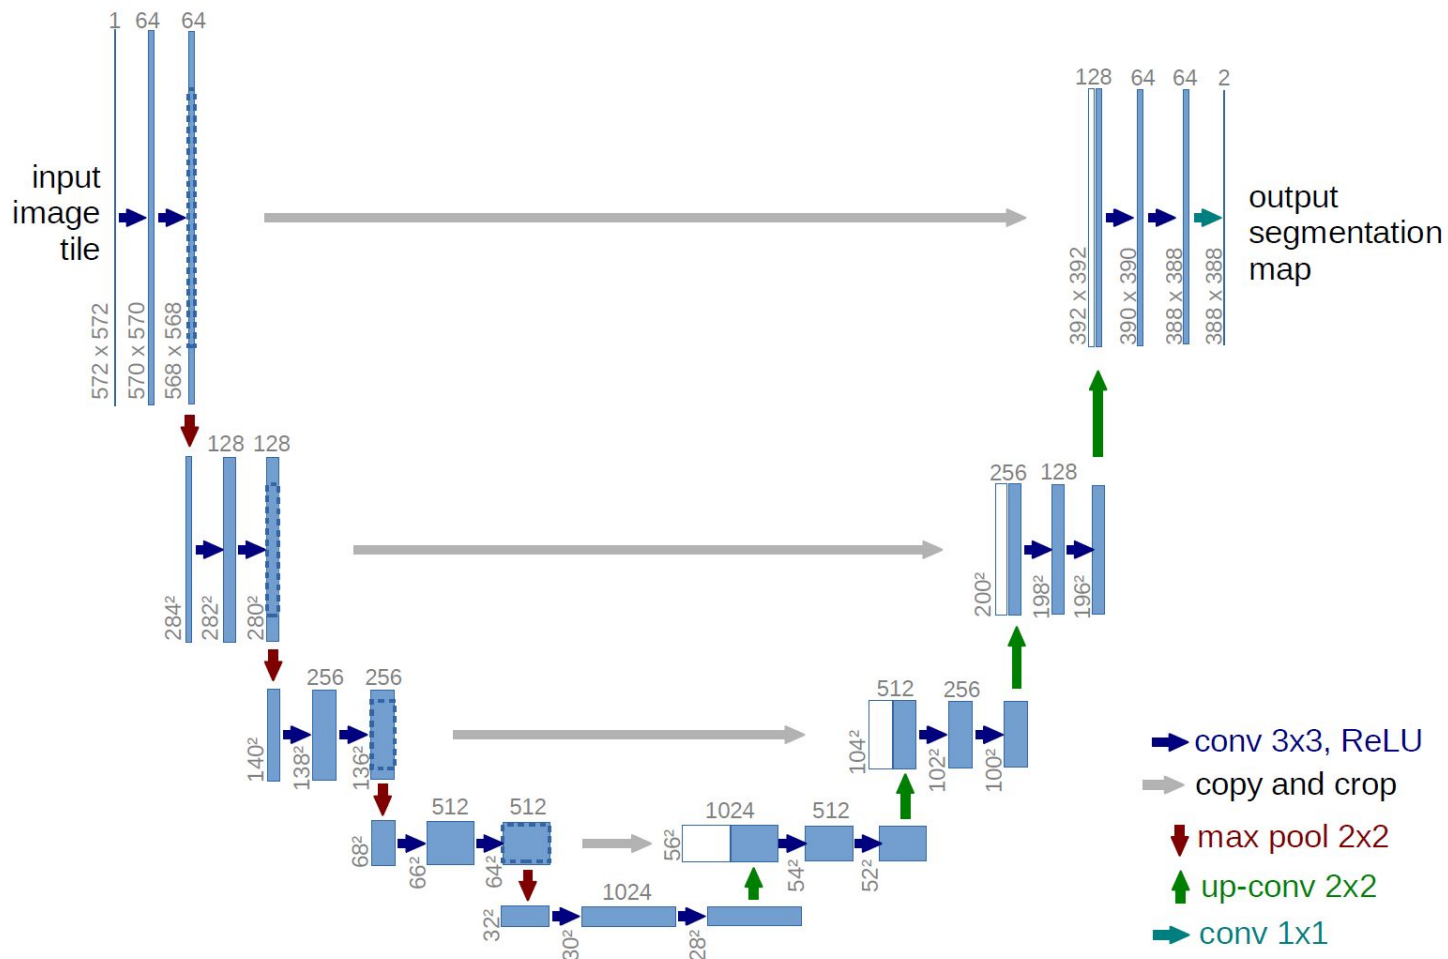 1 64 64
input
image
tile
572 x 572
570 x 570
568 x 568
128 64 64 2
output
segmentation
map
392 x 392
390 x 390
388 x 388
388 x 388
128 128
284²
282²
280²
256 128
200²
198²
196²
256 256
140²
138²
136²
512 256
104²
102²
100²
512 512
68²
66²
64²
1024 512
56²
54²
52²
1024
32²
30²
28²
conv 3x3, ReLU
copy and crop
max pool 2x2
up-conv 2x2
conv 1x1